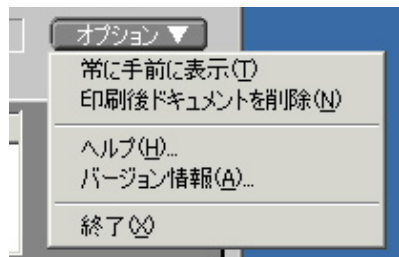 オプション ▼
常に手前に表示(T)
印刷後ドキュメントを削除(N)
ヘルプ(H)...
バージョン情報(A)...
終了(X)